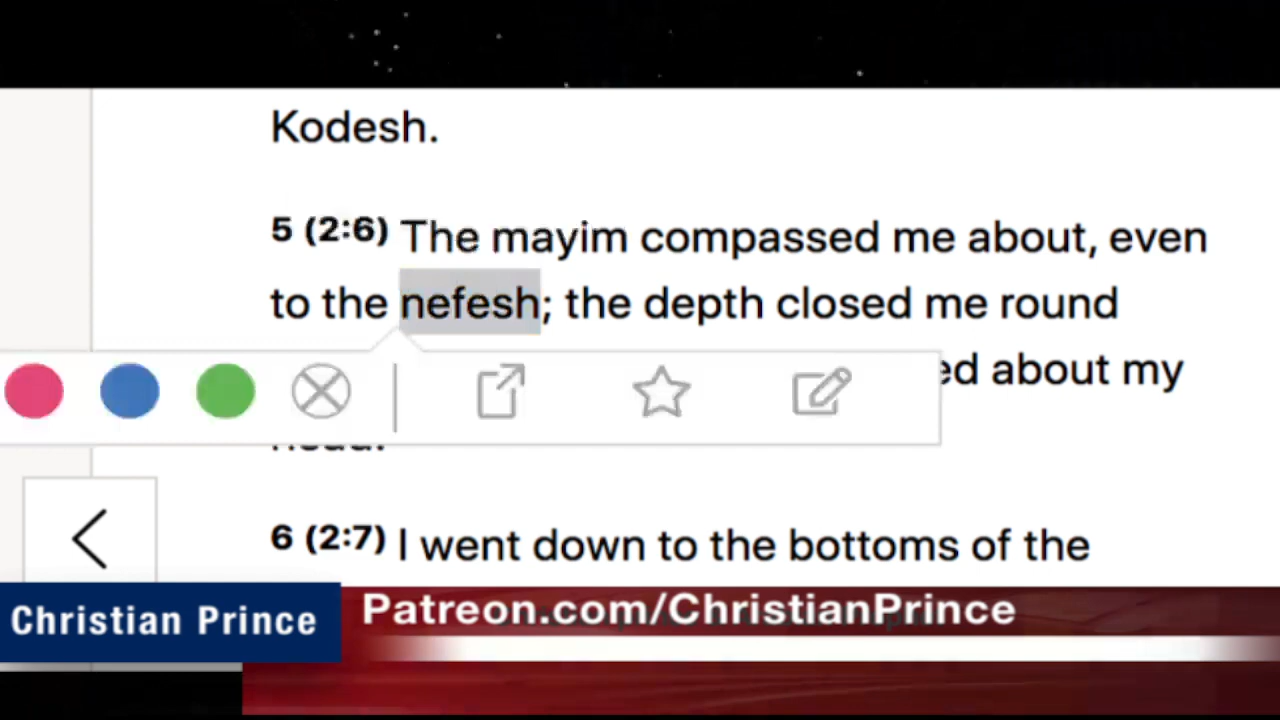 Kodesh.
5 (2:6) The mayim compassed me about, even
to the nefesh; the depth closed me round
ed about my
head.
6 (2:7) I went down to the bottoms of the
Christian Prince
Patreon.com/ChristianPrince